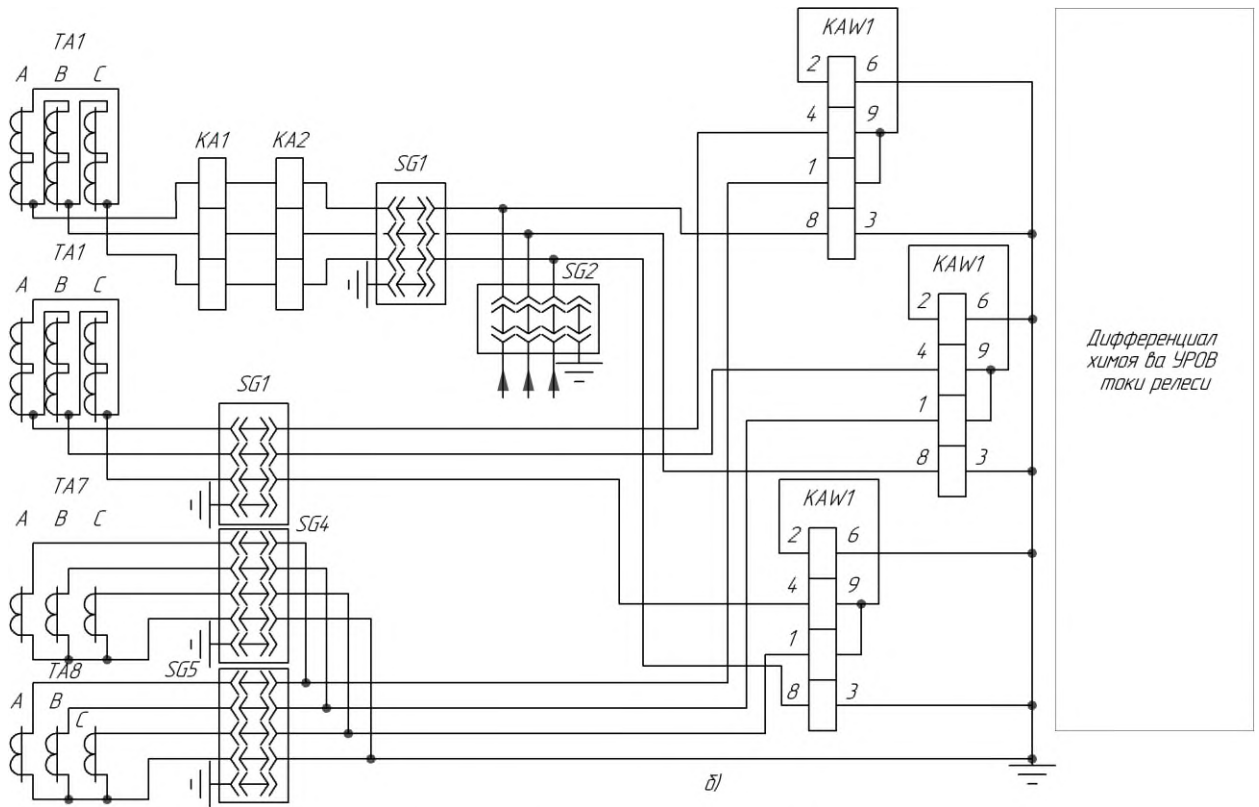 TA1
A B C
KA1 KA2
SG1
SG2
KAW1
2 6
4 9
1
8 3
TA1
A B C
SG1
KAW1
2 6
4 9
1
8 3
TA7
A B C
SG4
KAW1
2 6
4 9
1
8 3
TA8
A B C
SG5
б)
Дифференциал
химоя ва УРОВ
токи релеси